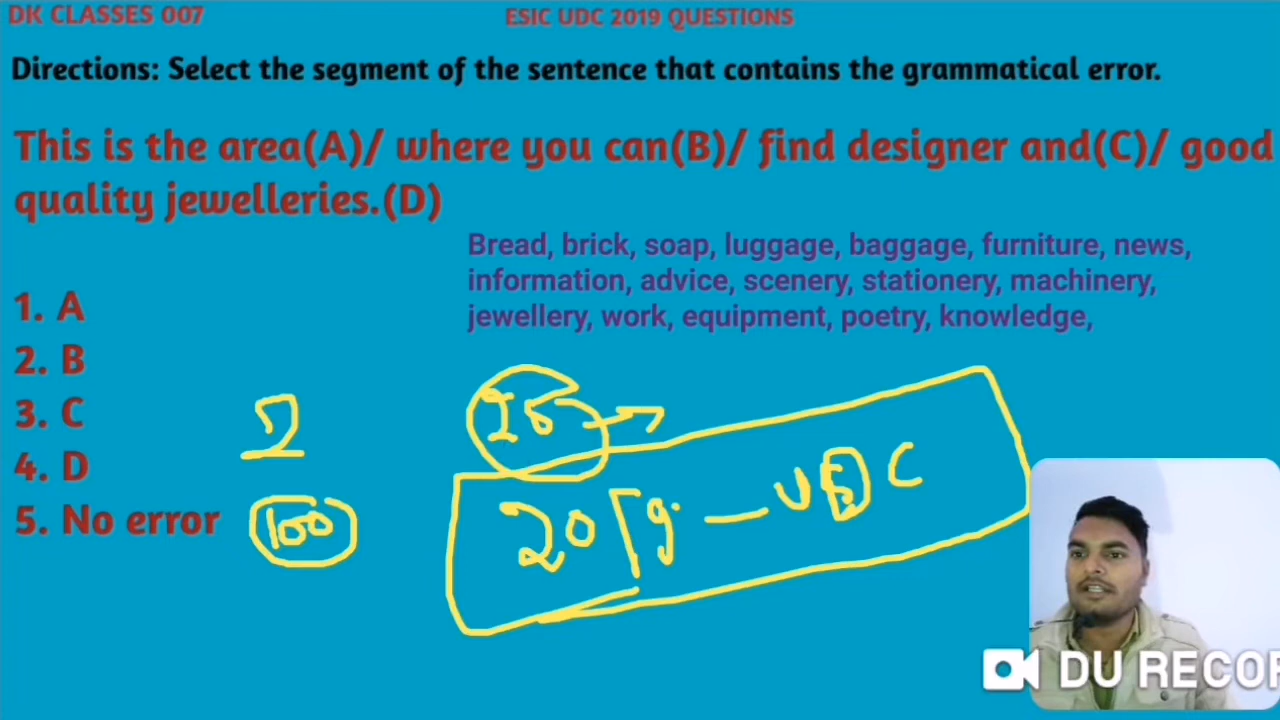 DK CLASSES 007
ESIC UDC 2019 QUESTIONS
Directions: Select the segment of the sentence that contains the grammatical error.
This is the area(A)/ where you can(B)/ find designer and(C)/ good
quality jewelleries.(D)
Bread, brick, soap, luggage, baggage, furniture, news,
information, advice, scenery, stationery, machinery,
jewellery, work, equipment, poetry, knowledge,
1. A
2. B
3. C
4. D
5. No error
100
2019 - UDC
DU RECOR